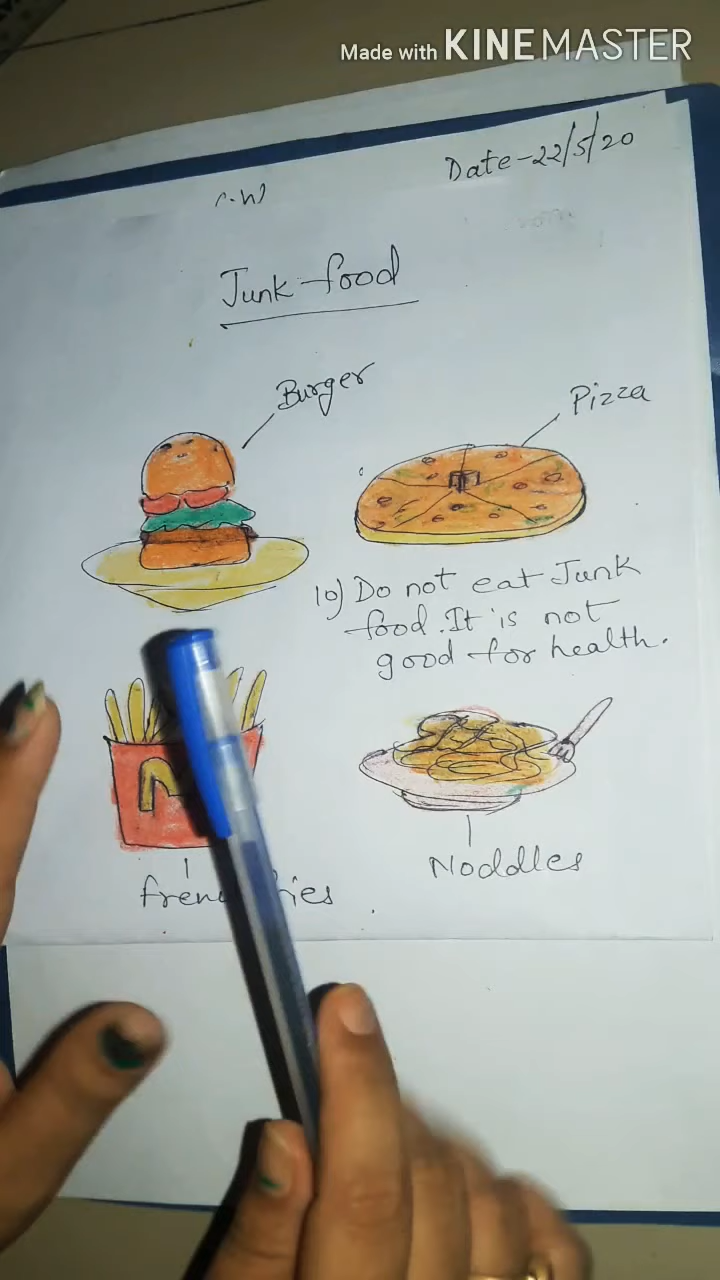 Made with KINEMASTER
Date-22/5/20
Junk-food
Burger
Pizza
10) Do not eat Junk
food. It is not
good for health.
Noddles